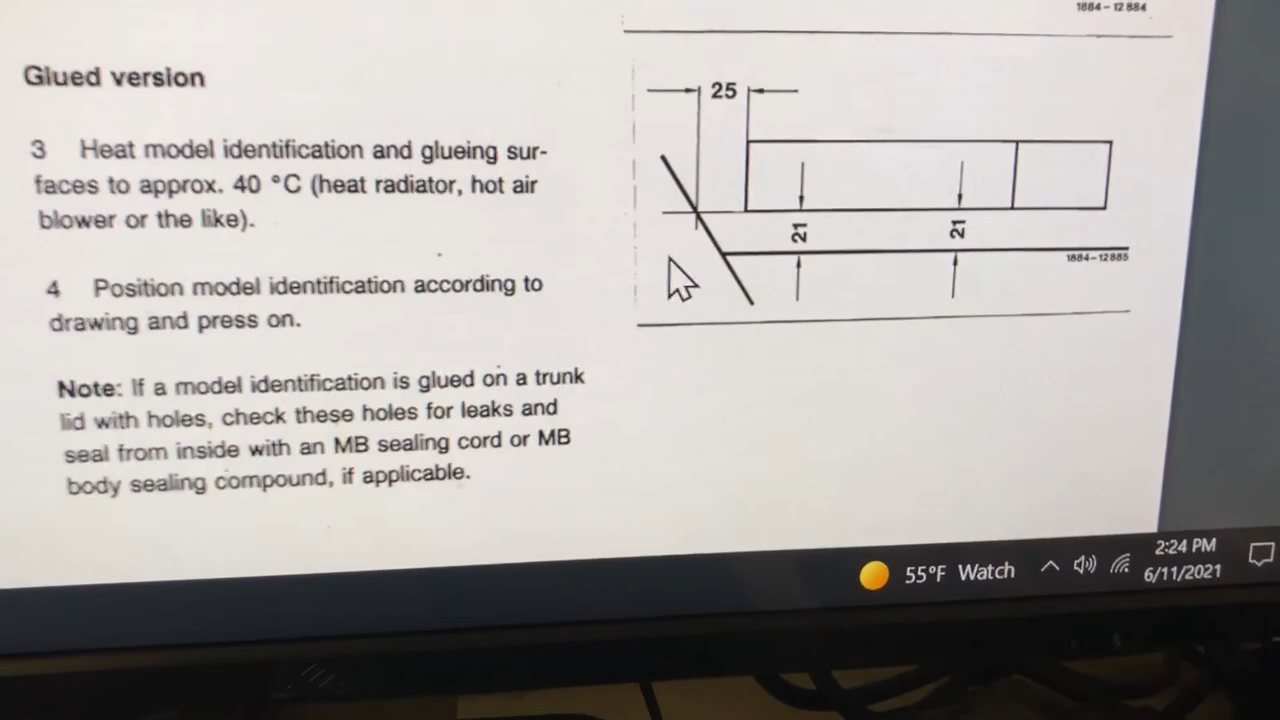 1884-12 884
Glued version
3 Heat model identification and glueing sur-
faces to approx. 40 °C (heat radiator, hot air
blower or the like).
4 Position model identification according to
drawing and press on.
Note: If a model identification is glued on a trunk
lid with holes, check these holes for leaks and
seal from inside with an MB sealing cord or MB
body sealing compound, if applicable.
25
21
21
1884-12885
55°F Watch
2:24 PM
6/11/2021